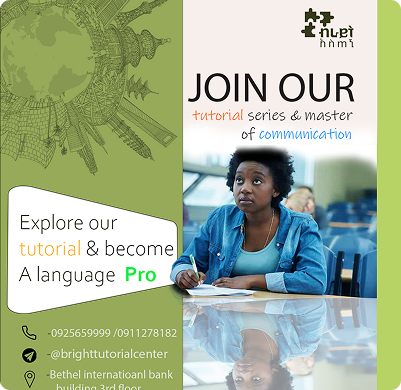 ብራይት
ለሰሚ
JOIN OUR
tutorial series & master
of communication
Explore our
tutorial & become
A language Pro
-0925659999 /0911278182
-@brighttutorialcenter
-Bethel internatioanl bank
building 3rd floor